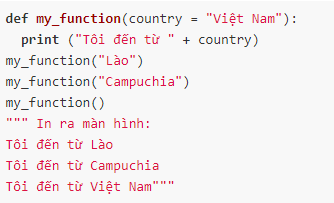 def my_function(country = "Việt Nam"):
  print ("Tôi đến từ " + country)
my_function("Lào")
my_function("Campuchia")
my_function()
""" In ra màn hình:
Tôi đến từ Lào
Tôi đến từ Campuchia
Tôi đến từ Việt Nam"""